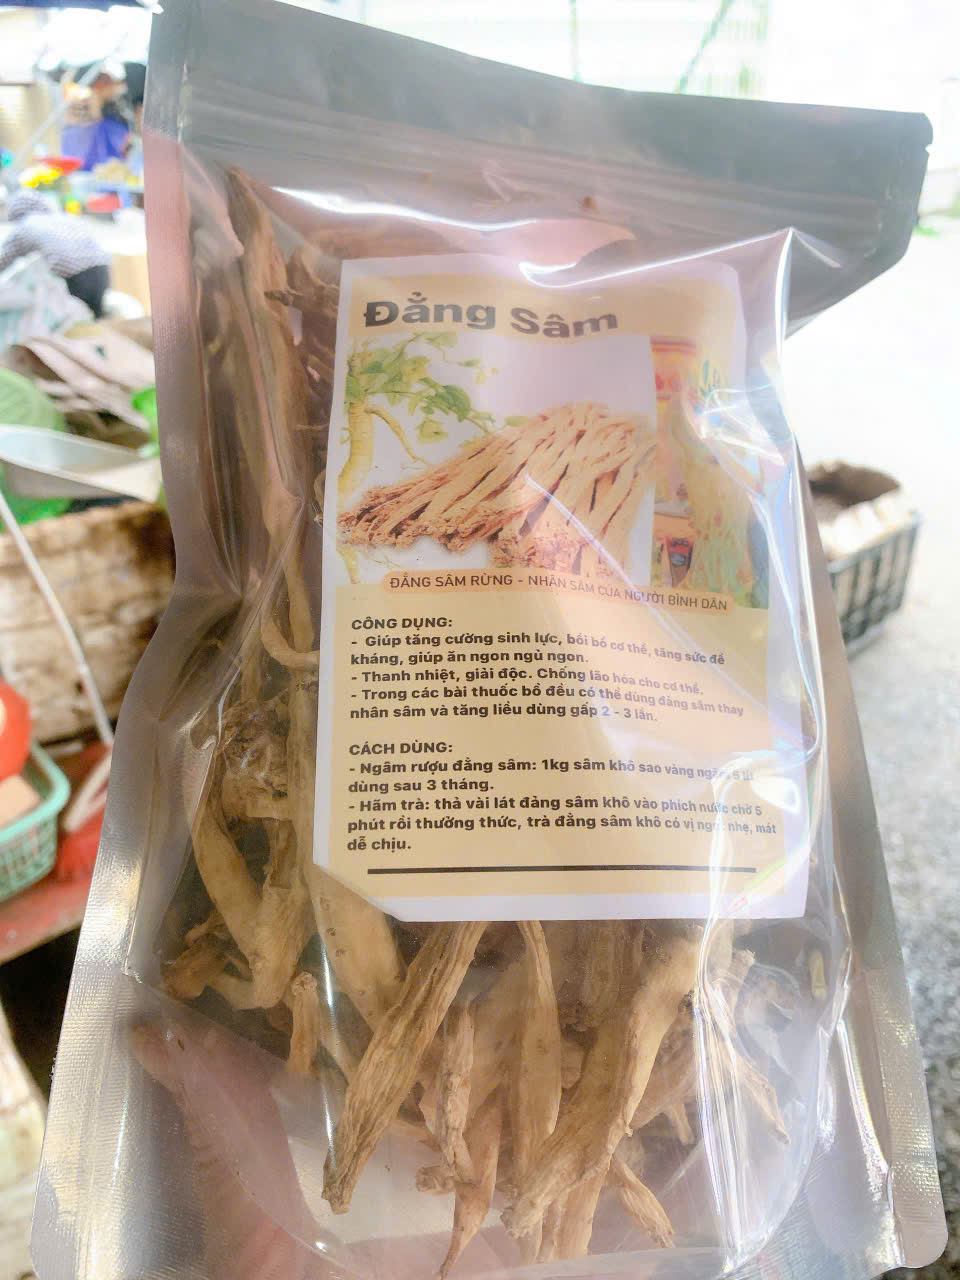 Đẳng Sâm
ĐẲNG SÂM RỪNG - NHÂN SÂM CỦA NGƯỜI BÌNH DÂN
CÔNG DỤNG:
- Giúp tăng cường sinh lực, bồi bổ cơ thể, tăng sức đề
kháng, giúp ăn ngon ngủ ngon.
- Thanh nhiệt, giải độc. Chống lão hóa cho cơ thể.
- Trong các bài thuốc bổ đều có thể dùng đảng sâm thay
nhân sâm và tăng liều dùng gấp 2 - 3 lần.
CÁCH DÙNG:
- Ngâm rượu đẳng sâm: 1kg sâm khô sao vàng ngâm 5 lít
dùng sau 3 tháng.
- Hãm trà: thả vài lát đảng sâm khô vào phích nước chờ 5
phút rồi thưởng thức, trà đẳng sâm khô có vị ngọt nhẹ, mát
dễ chịu.